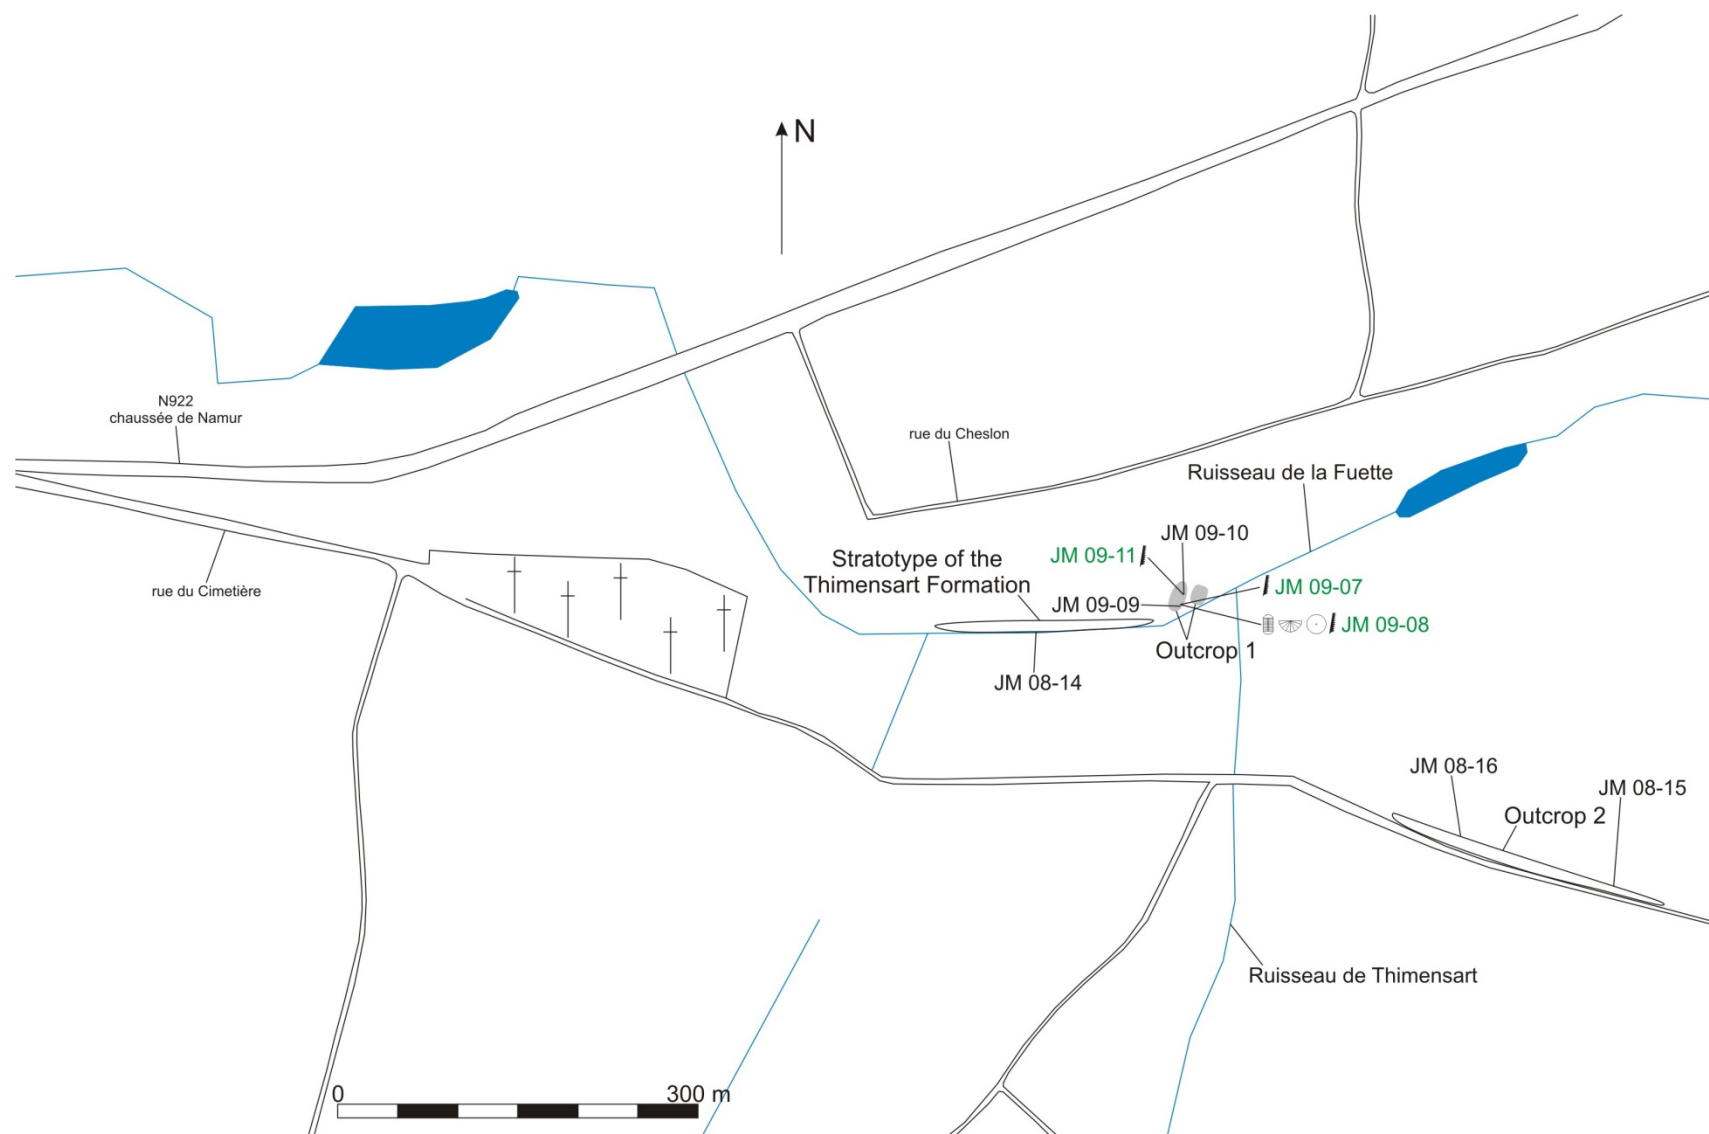 N
N922
chaussée de Namur
rue du Cheslon
Ruisseau de la Fuette
JM 09-10
JM 09-11
Stratotype of the
Thimensart Formation
JM 09-07
rue du Cimetière
JM 09-09
JM 09-08
Outcrop 1
JM 08-14
JM 08-16
JM 08-15
Outcrop 2
Ruisseau de Thimensart
0 300 m